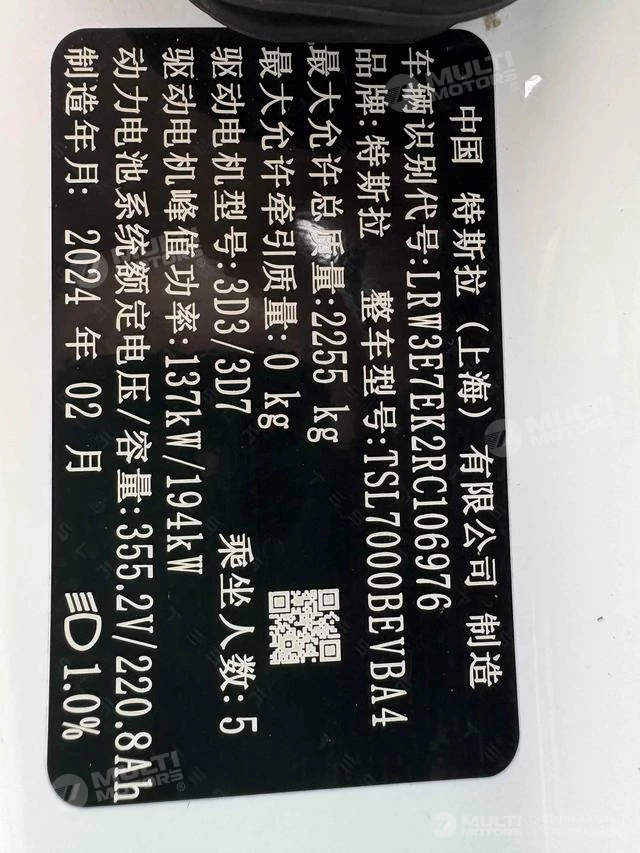 中国 特斯拉（上海）有限公司 制造
车辆识别代号:LRW3E7EK2RC106976
品牌:特斯拉 整车型号:TSL7000BEVBA4
最大允许总质量:2255 kg
最大允许牵引质量:0 kg
驱动电机型号:3D3/3D7 乘坐人数:5
驱动电机峰值功率:137kW/194kW
动力电池系统额定电压/容量:355.2V/220.8Ah
制造年月: 2024 年 02 月 1.0%
MULTI MOTORS®
MULTI MOTORS
MULTI MOTORS
MULTI MOTORS®
MULTI MOTORS